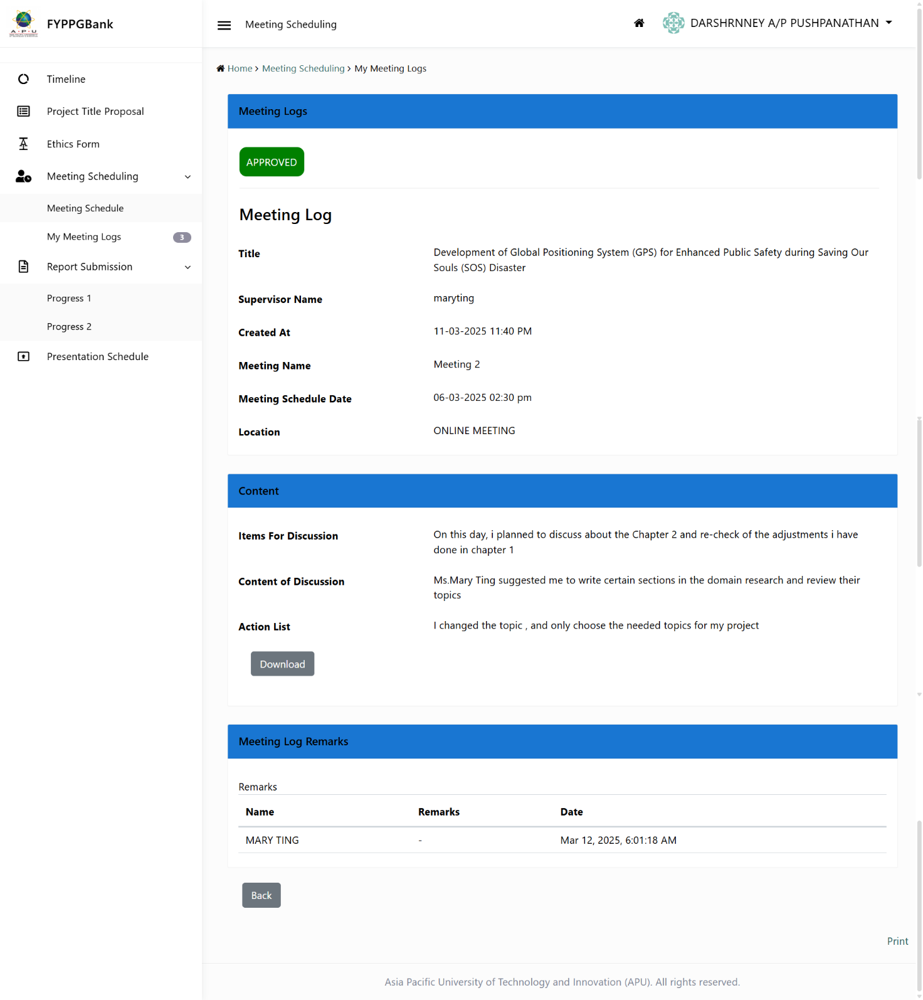 A · P · U
FYPPGBank
Meeting Scheduling
DARSHRNNEY A/P PUSHPANATHAN
Home › Meeting Scheduling › My Meeting Logs
Timeline
Project Title Proposal
Ethics Form
Meeting Scheduling
Meeting Schedule
My Meeting Logs 3
Report Submission
Progress 1
Progress 2
Presentation Schedule
Meeting Logs
APPROVED
Meeting Log
Title Development of Global Positioning System (GPS) for Enhanced Public Safety during Saving Our
Souls (SOS) Disaster
Supervisor Name maryting
Created At 11-03-2025 11:40 PM
Meeting Name Meeting 2
Meeting Schedule Date 06-03-2025 02:30 pm
Location ONLINE MEETING
Content
Items For Discussion On this day, i planned to discuss about the Chapter 2 and re-check of the adjustments i have
done in chapter 1
Content of Discussion Ms.Mary Ting suggested me to write certain sections in the domain research and review their
topics
Action List I changed the topic , and only choose the needed topics for my project
Download
Meeting Log Remarks
Remarks
Name Remarks Date
MARY TING - Mar 12, 2025, 6:01:18 AM
Back
Print
Asia Pacific University of Technology and Innovation (APU). All rights reserved.